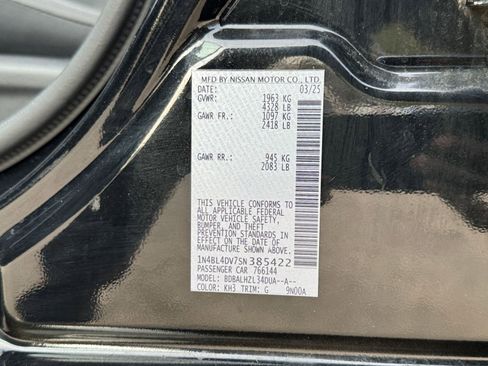 MFD BY NISSAN MOTOR CO., LTD.
DATE: 03/25
GVWR: 1963 KG
4328 LB
GAWR FR.: 1097 KG
2418 LB
GAWR RR.: 945 KG
2083 LB
THIS VEHICLE CONFORMS TO
ALL APPLICABLE FEDERAL
MOTOR VEHICLE SAFETY,
BUMPER, AND THEFT
PREVENTION STANDARDS
IN EFFECT ON THE DATE OF
MANUFACTURE SHOWN ABOVE.
1N4BL4DV7SN385422
PASSENGER CAR 766144
MODEL: BDBALHZL34DUA--A--
COLOR: KH3 TRIM: G 9N00A